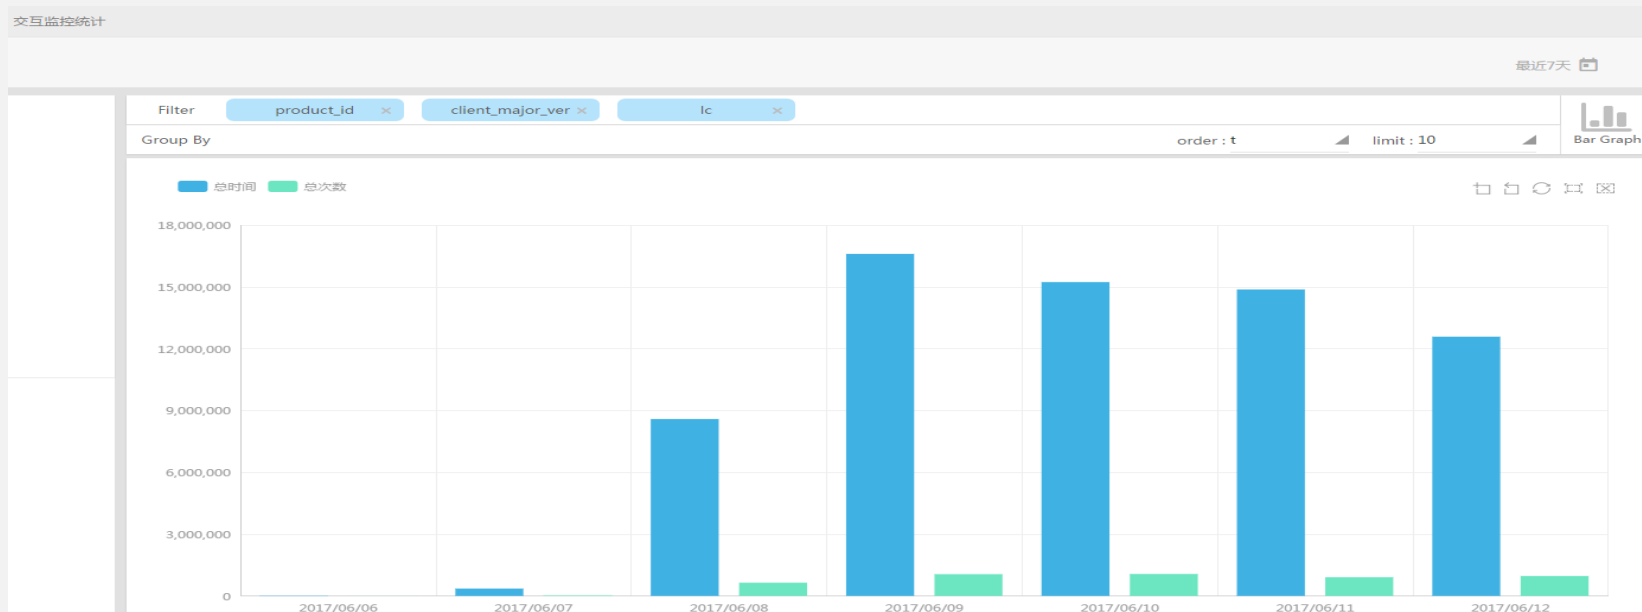 交互监控统计
最近7天
Filter product_id × client_major_ver × lc ×
Group By order : t limit : 10
Bar Graph
总时间 总次数
18,000,000
15,000,000
12,000,000
9,000,000
6,000,000
3,000,000
0
2017/06/06 2017/06/07 2017/06/08 2017/06/09 2017/06/10 2017/06/11 2017/06/12